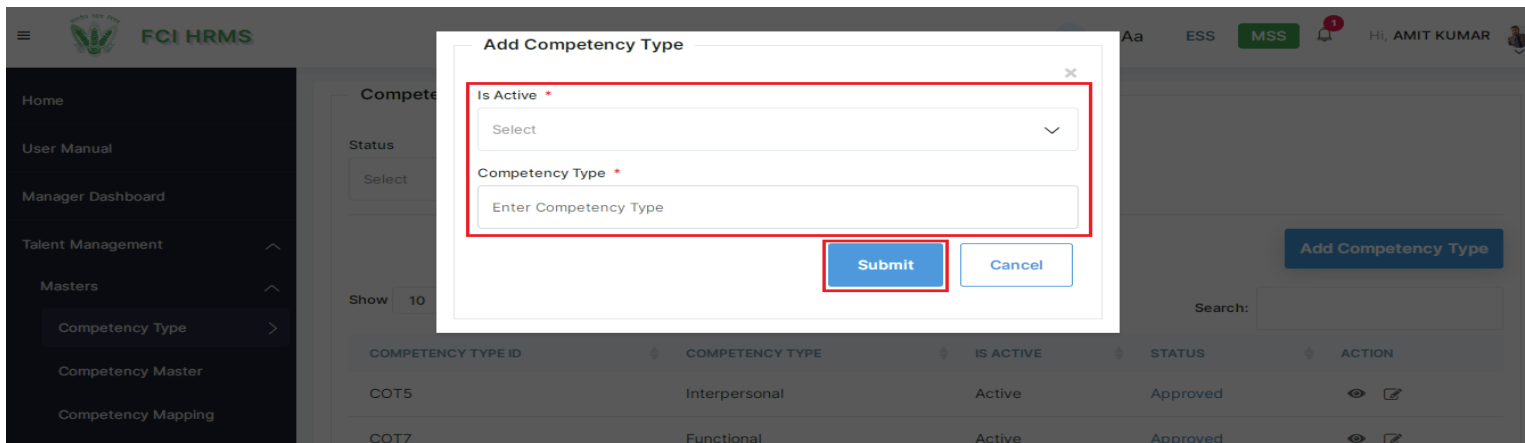 FCI HRMS
Aa
ESS
MSS
1
Hi, AMIT KUMAR
Home
User Manual
Manager Dashboard
Talent Management
Masters
Competency Type
Competency Master
Competency Mapping
Compete
Status
Select
Add Competency Type
Is Active *
Select
Competency Type *
Enter Competency Type
Submit
Cancel
Add Competency Type
Show 10
Search:
COMPETENCY TYPE ID COMPETENCY TYPE IS ACTIVE STATUS ACTION
COT5 Interpersonal Active Approved
COT7 Functional Active Approved